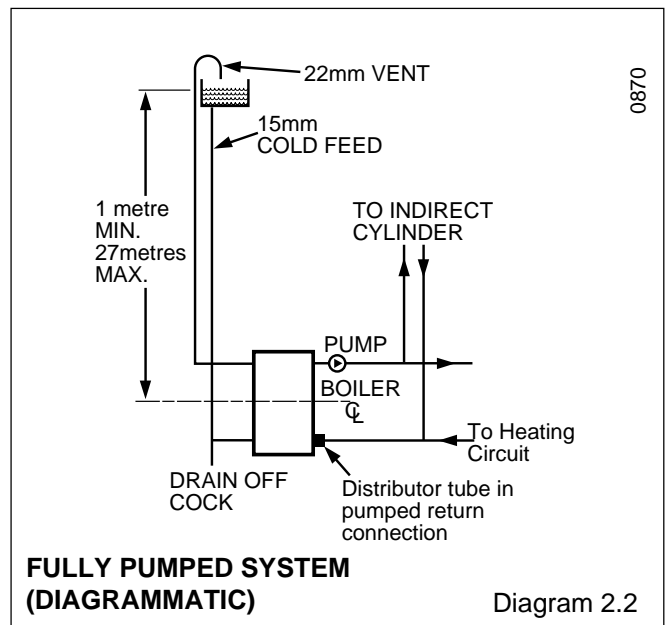 22mm VENT
0870
15mm
COLD FEED
1 metre
MIN.
27metres
MAX.
TO INDIRECT
CYLINDER
PUMP
BOILER
℄
To Heating
Circuit
DRAIN OFF
COCK
Distributor tube in
pumped return
connection
FULLY PUMPED SYSTEM
(DIAGRAMMATIC)
Diagram 2.2